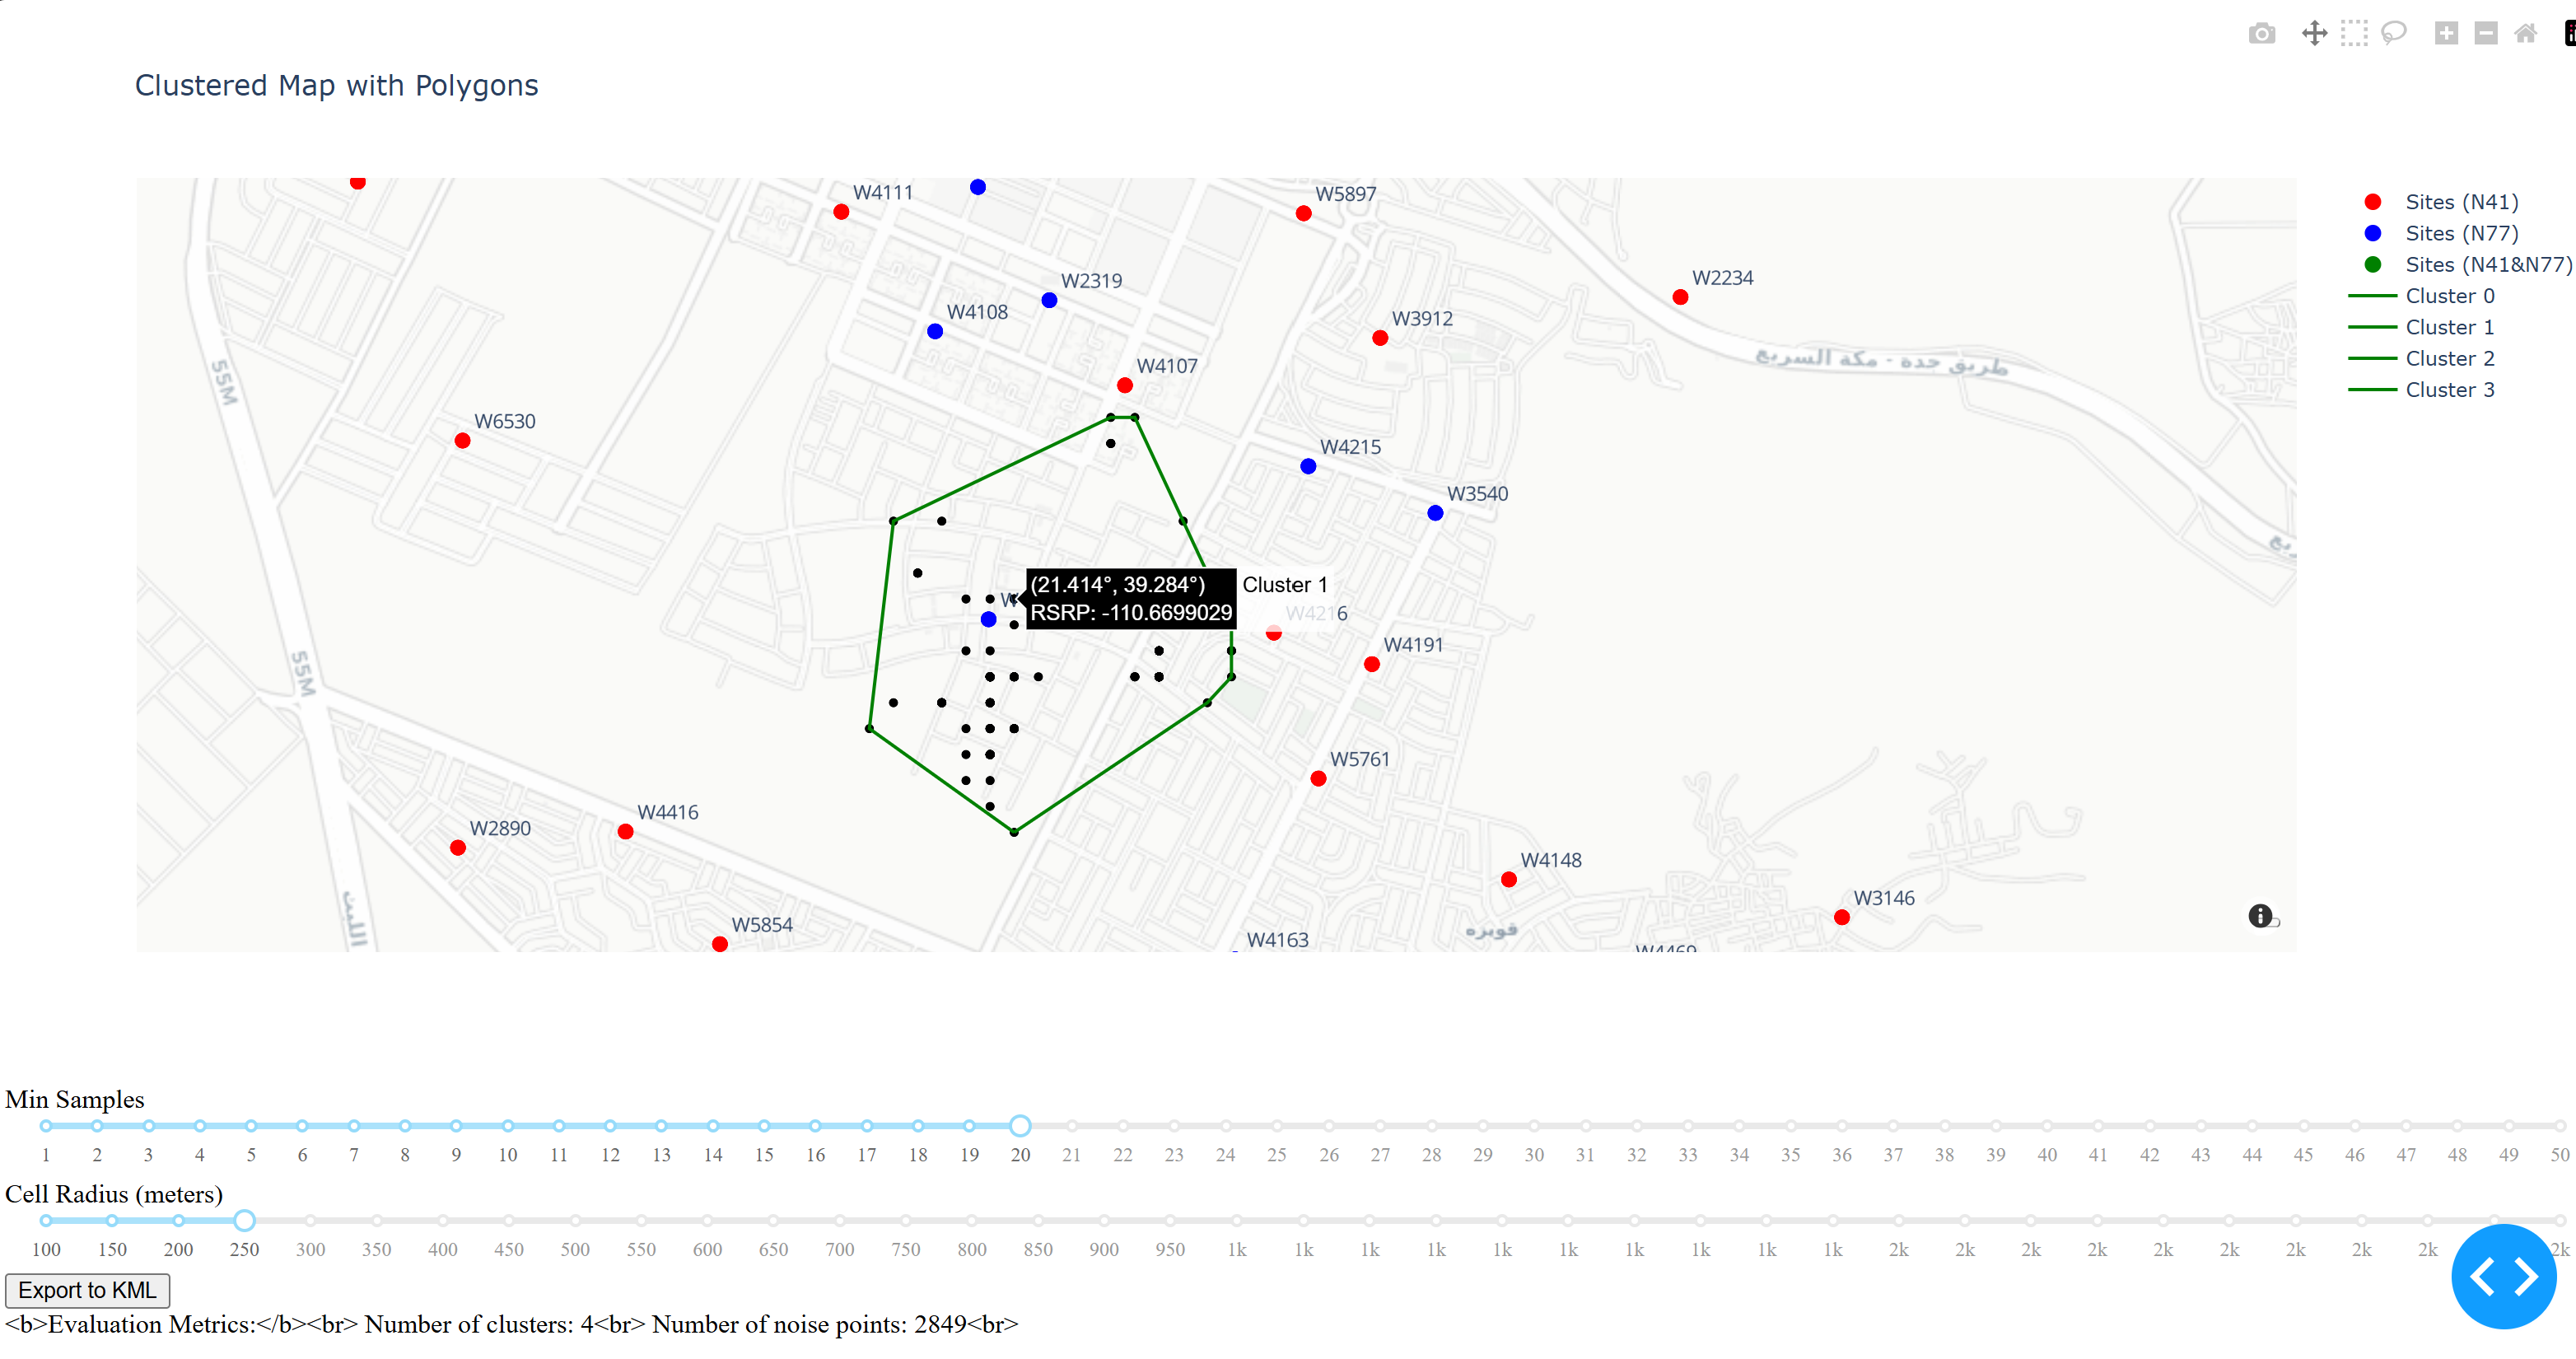 Clustered Map with Polygons
W4111
W5897
W2319
W2234
W4108
W3912
W4107
طريق جدة - مكة السريع
55M
W6530
W4215
W3540
(21.414°, 39.284°)
RSRP: -110.6699029
Cluster 1
W4216
W4191
55M
W5761
W4416
W2890
W4148
W3146
الليث
W5854
قويزه
W4163
W4469
Sites (N41)
Sites (N77)
Sites (N41&N77)
Cluster 0
Cluster 1
Cluster 2
Cluster 3
Min Samples
1 2 3 4 5 6 7 8 9 10 11 12 13 14 15 16 17 18 19 20 21 22 23 24 25 26 27 28 29 30 31 32 33 34 35 36 37 38 39 40 41 42 43 44 45 46 47 48 49 50
Cell Radius (meters)
100 150 200 250 300 350 400 450 500 550 600 650 700 750 800 850 900 950 1k 1k 1k 1k 1k 1k 1k 1k 1k 1k 2k 2k 2k 2k 2k 2k 2k 2k 2k 2k
Export to KML
<b>Evaluation Metrics:</b><br> Number of clusters: 4<br> Number of noise points: 2849<br>